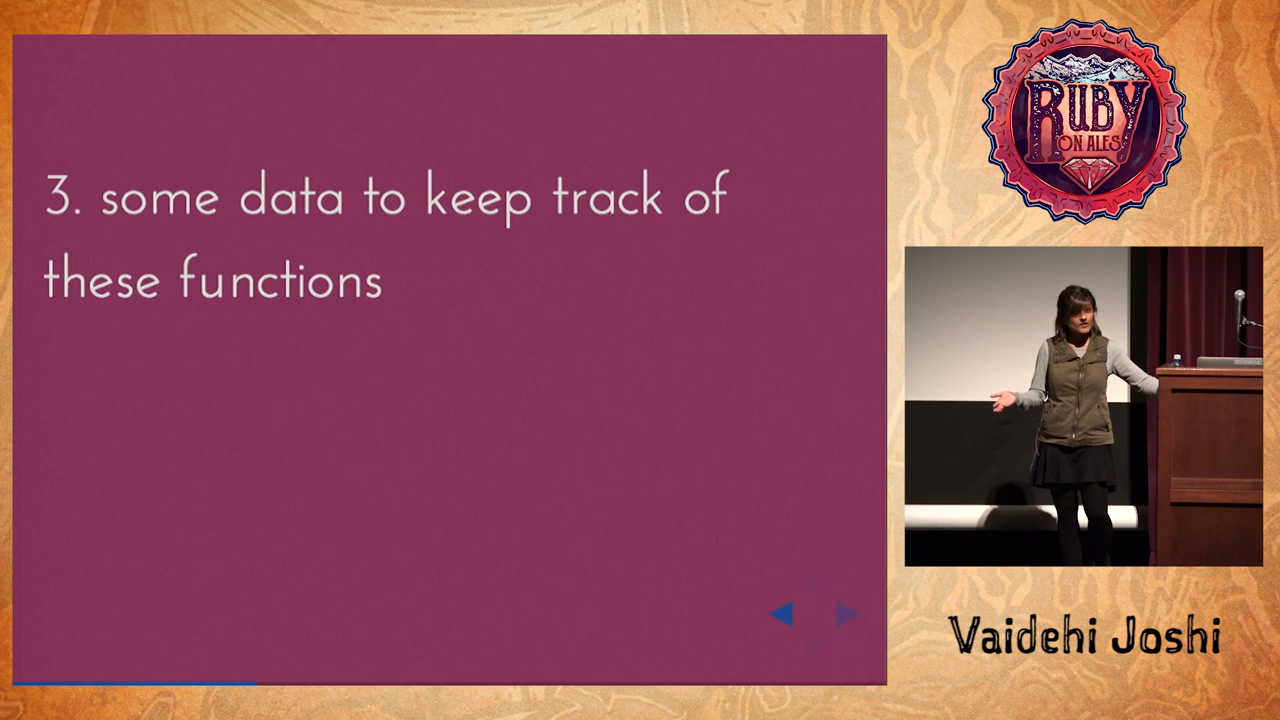 3. some data to keep track of
these functions
RUBY
ON ALES
Vaidehi Joshi